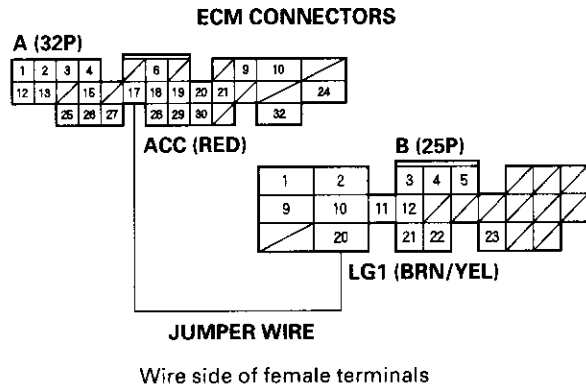 ECM CONNECTORS
A (32P)
1 2 3 4 6 9 10
12 13 15 17 18 19 20 21 24
25 26 27 28 29 30 32
ACC (RED)
B (25P)
1 2 3 4 5
9 10 11 12
20 21 22 23
LG1 (BRN/YEL)
JUMPER WIRE
Wire side of female terminals